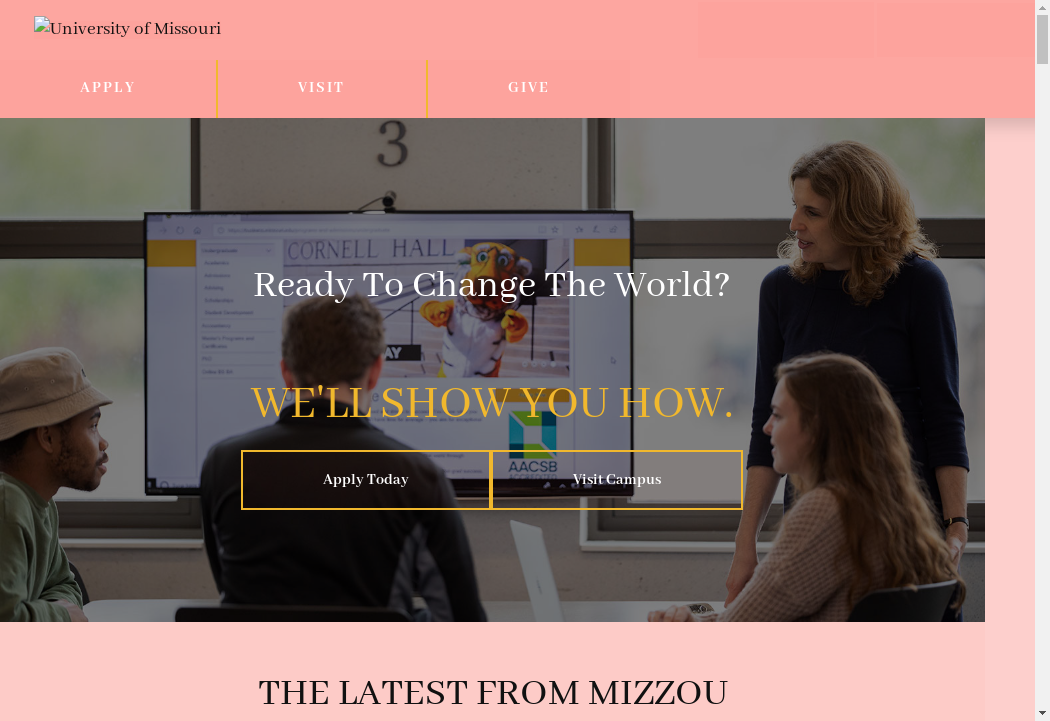 University of Missouri
APPLY
VISIT
GIVE
3
CORNELL HALL
Ready To Change The World?
WE'LL SHOW YOU HOW.
AACSB
ACCREDITED
Apply Today
Visit Campus
THE LATEST FROM MIZZOU